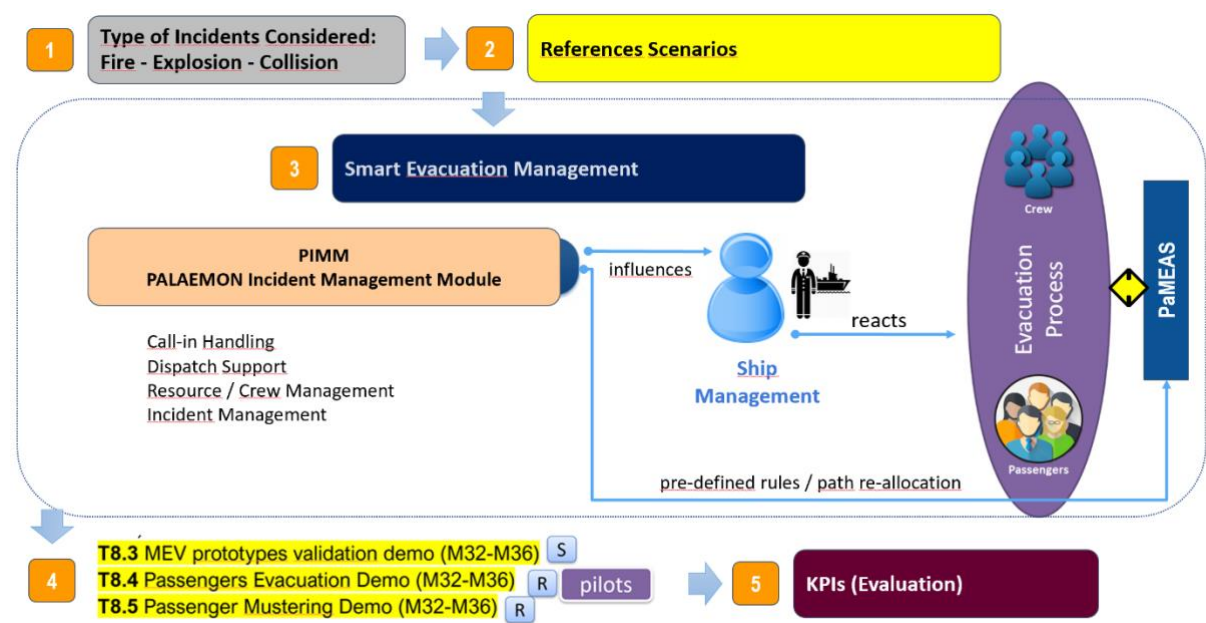 1
Type of Incidents Considered:
Fire - Explosion - Collision
2
References Scenarios
3
Smart Evacuation Management
Crew
PIMM
PALAEMON Incident Management Module
influences
reacts
Evacuation
Process
PaMEAS
Call-in Handling
Dispatch Support
Resource / Crew Management
Incident Management
Ship
Management
Passengers
pre-defined rules / path re-allocation
4
T8.3 MEV prototypes validation demo (M32-M36) S
T8.4 Passengers Evacuation Demo (M32-M36) R pilots
T8.5 Passenger Mustering Demo (M32-M36) R
5
KPIs (Evaluation)